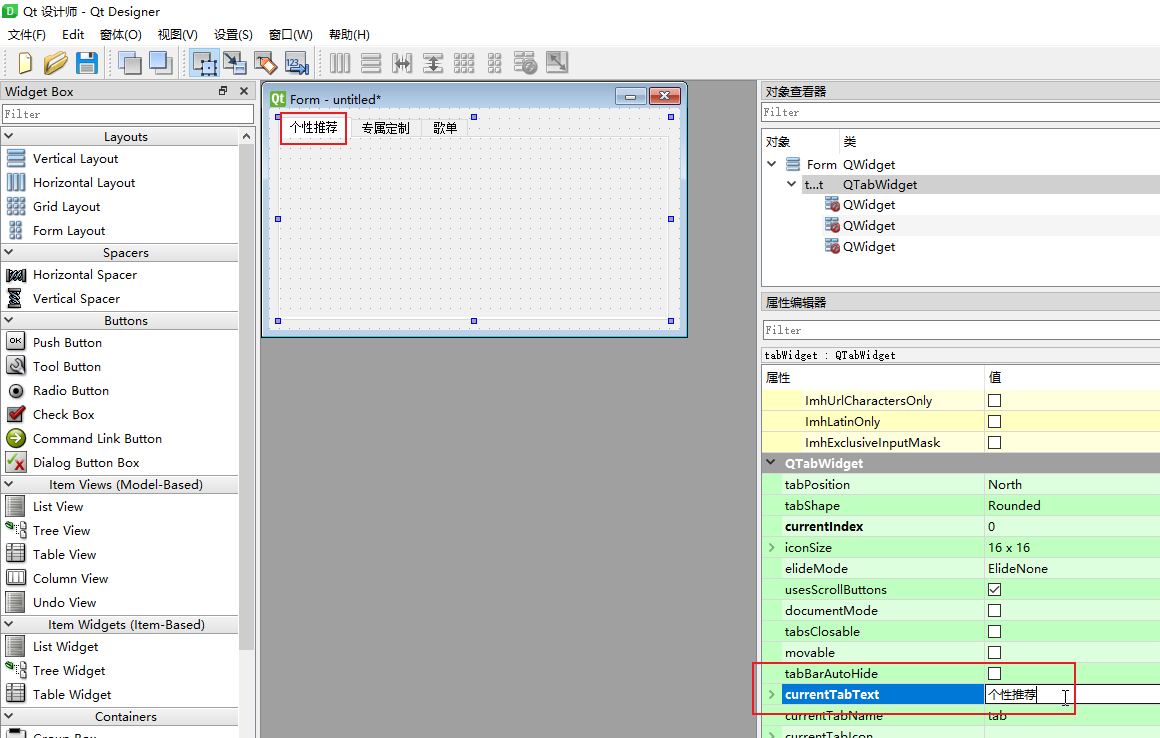 Qt 设计师 - Qt Designer
文件(F) Edit 窗体(O) 视图(V) 设置(S) 窗口(W) 帮助(H)
Widget Box
Filter
Layouts
Vertical Layout
Horizontal Layout
Grid Layout
Form Layout
Spacers
Horizontal Spacer
Vertical Spacer
Buttons
OK Push Button
Tool Button
Radio Button
Check Box
Command Link Button
Dialog Button Box
Item Views (Model-Based)
List View
Tree View
Table View
Column View
Undo View
Item Widgets (Item-Based)
List Widget
Tree Widget
Table Widget
Containers
Group Box
Qt Form - untitled*
个性推荐 专属定制 歌单
对象查看器
Filter
对象 类
Form QWidget
t...t QTabWidget
QWidget
QWidget
QWidget
属性编辑器
Filter
tabWidget : QTabWidget
属性 值
ImhUrlCharactersOnly
ImhLatinOnly
ImhExclusiveInputMask
QTabWidget
tabPosition North
tabShape Rounded
currentIndex 0
iconSize 16 x 16
elideMode ElideNone
usesScrollButtons
documentMode
tabsClosable
movable
tabBarAutoHide
currentTabText 个性推荐
currentTabName tab
currentTabIcon